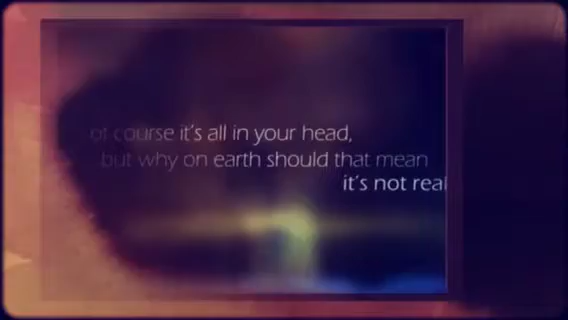 of course it's all in your head,
but why on earth should that mean
it's not real